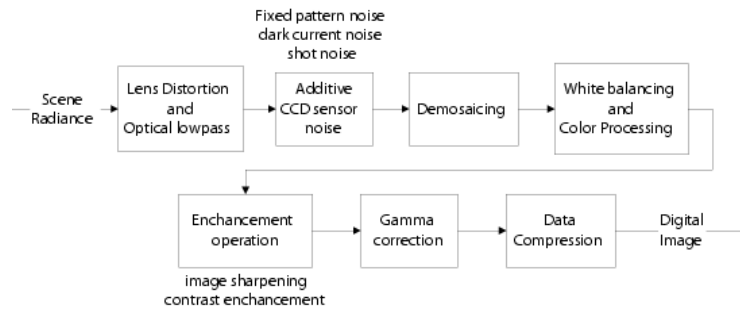 Fixed pattern noise
dark current noise
shot noise
Scene
Radiance
Lens Distortion
and
Optical lowpass
Additive
CCD sensor
noise
Demosaicing
White balancing
and
Color Processing
Enchancement
operation
image sharpening
contrast enchancement
Gamma
correction
Data
Compression
Digital
Image